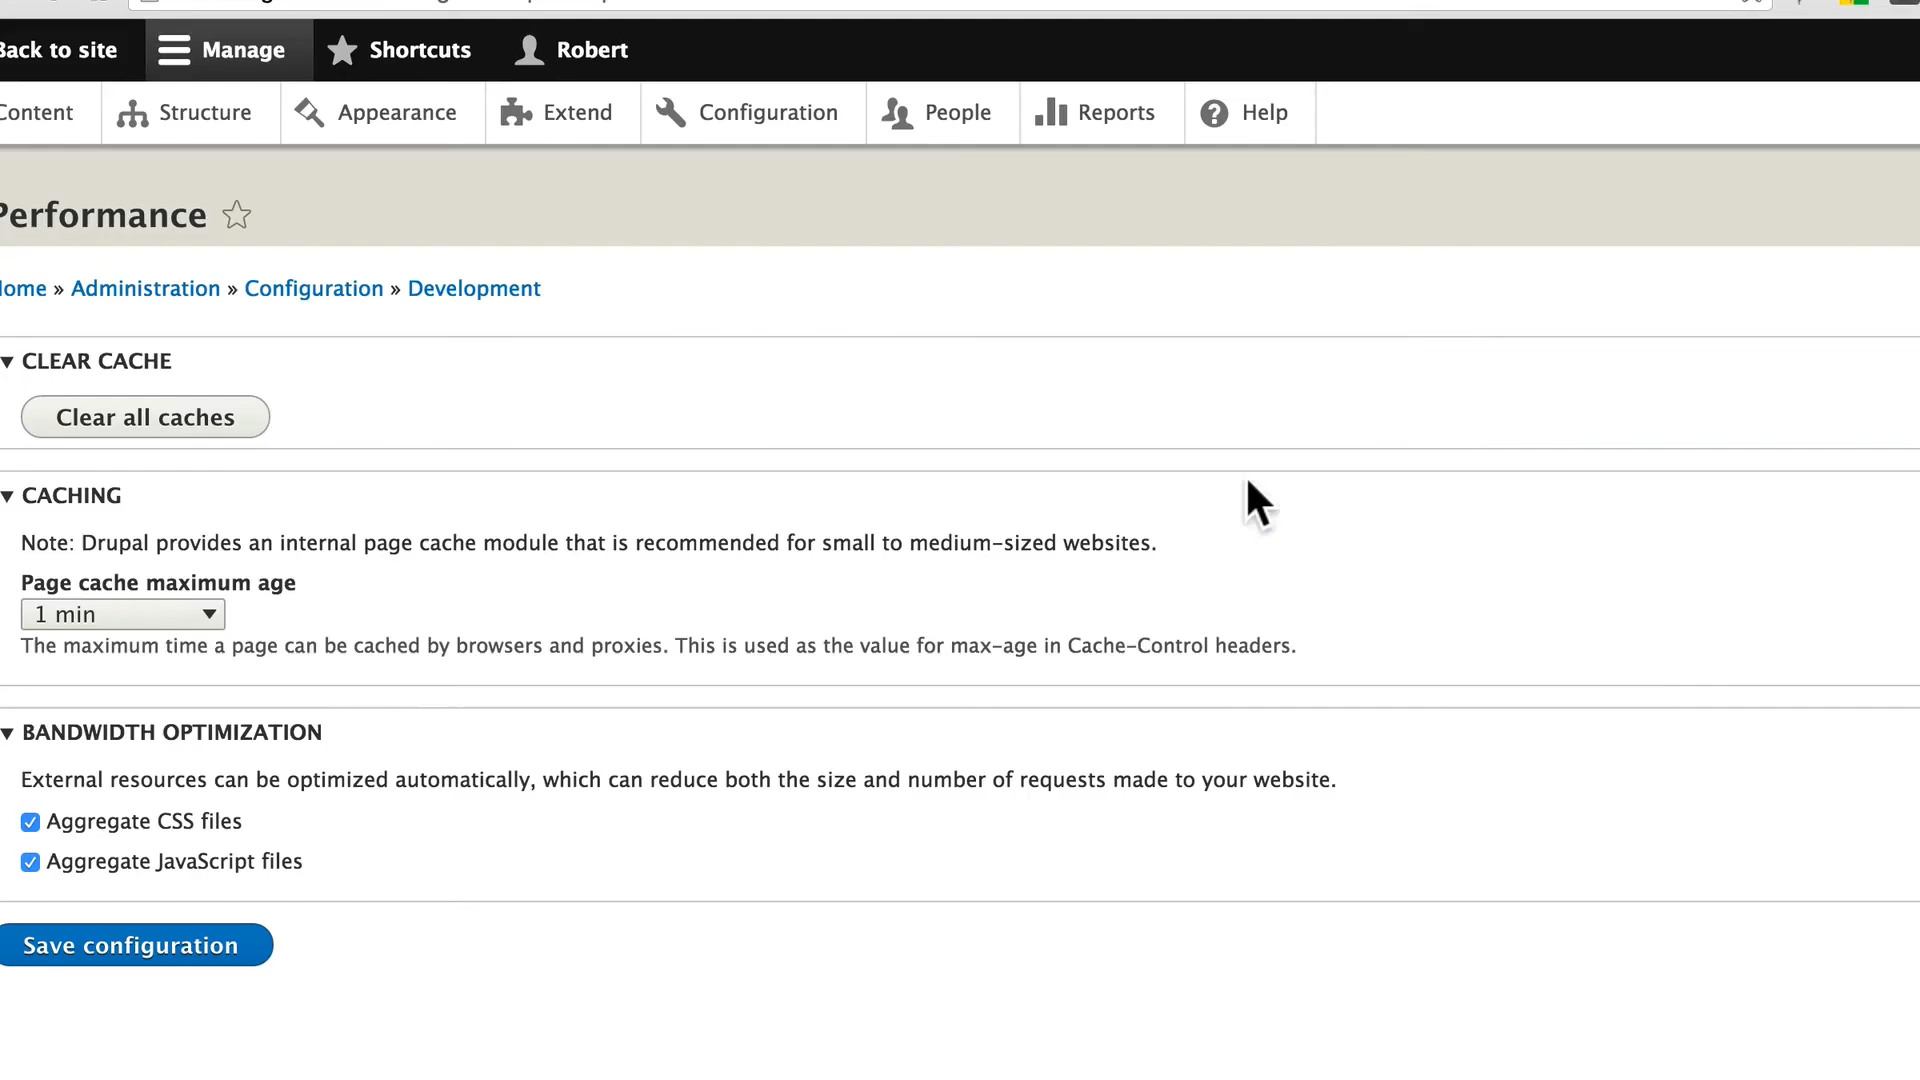 Back to site Manage Shortcuts Robert
Content Structure Appearance Extend Configuration People Reports Help
Performance
Home » Administration » Configuration » Development
▼ CLEAR CACHE
Clear all caches
▼ CACHING
Note: Drupal provides an internal page cache module that is recommended for small to medium-sized websites.
Page cache maximum age
1 min
The maximum time a page can be cached by browsers and proxies. This is used as the value for max-age in Cache-Control headers.
▼ BANDWIDTH OPTIMIZATION
External resources can be optimized automatically, which can reduce both the size and number of requests made to your website.
Aggregate CSS files
Aggregate JavaScript files
Save configuration